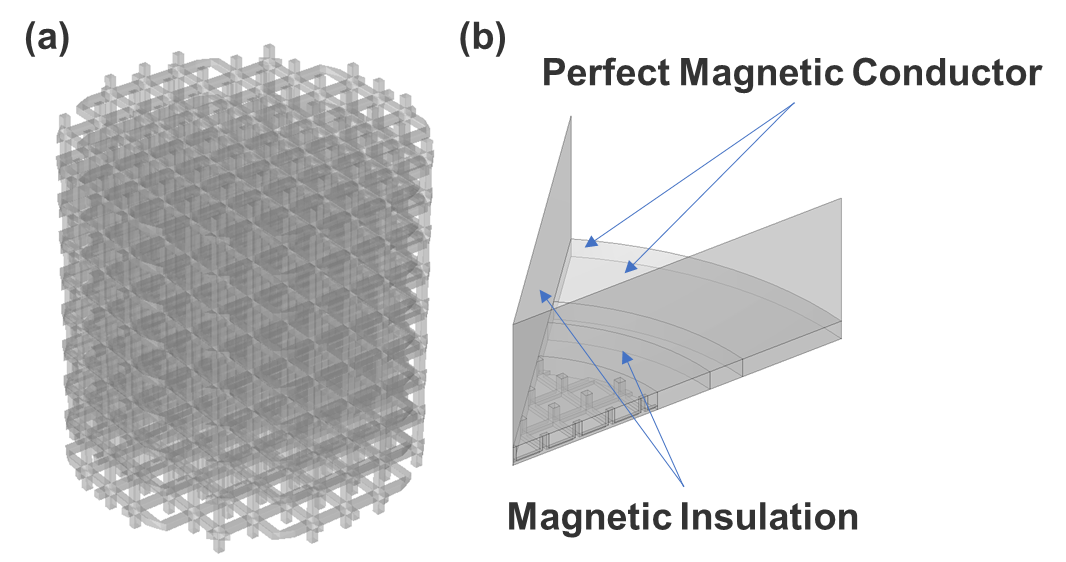 (a)
(b)
Perfect Magnetic Conductor
Magnetic Insulation